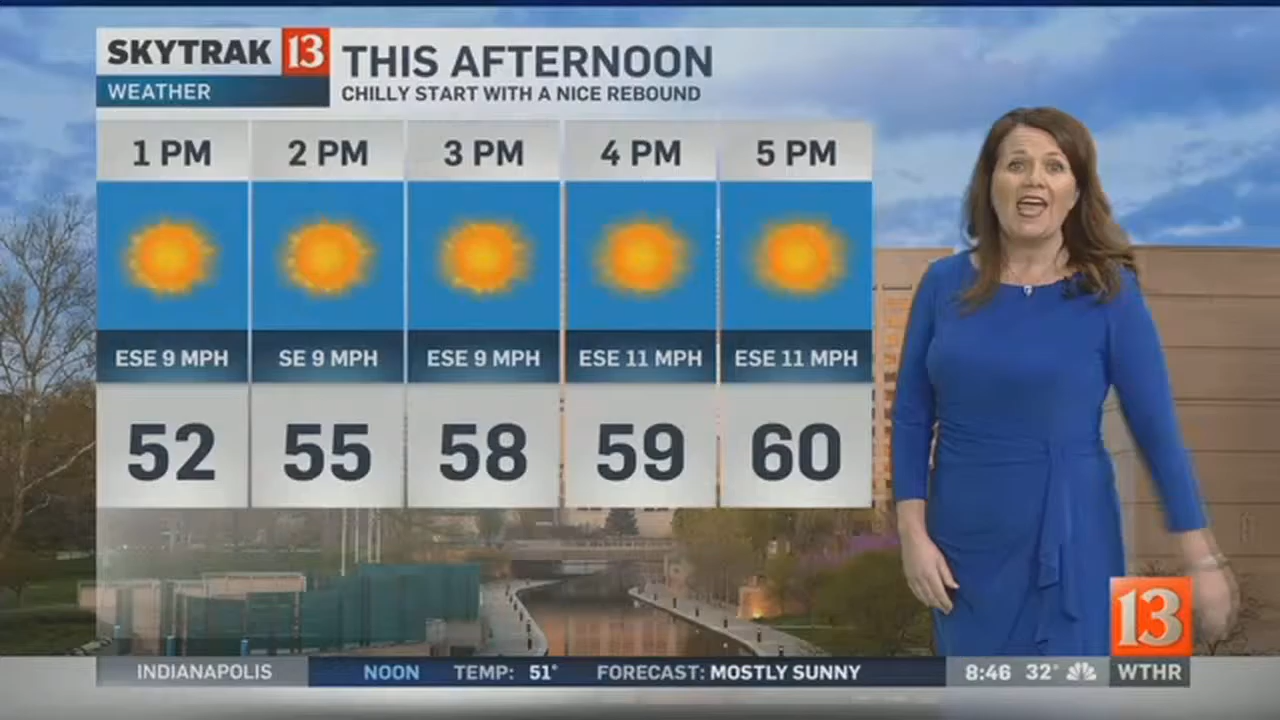 SKYTRAK 13
WEATHER
THIS AFTERNOON
CHILLY START WITH A NICE REBOUND
1 PM 2 PM 3 PM 4 PM 5 PM
ESE 9 MPH SE 9 MPH ESE 9 MPH ESE 11 MPH ESE 11 MPH
52 55 58 59 60
13
INDIANAPOLIS NOON TEMP: 51° FORECAST: MOSTLY SUNNY 8:46 32° WTHR